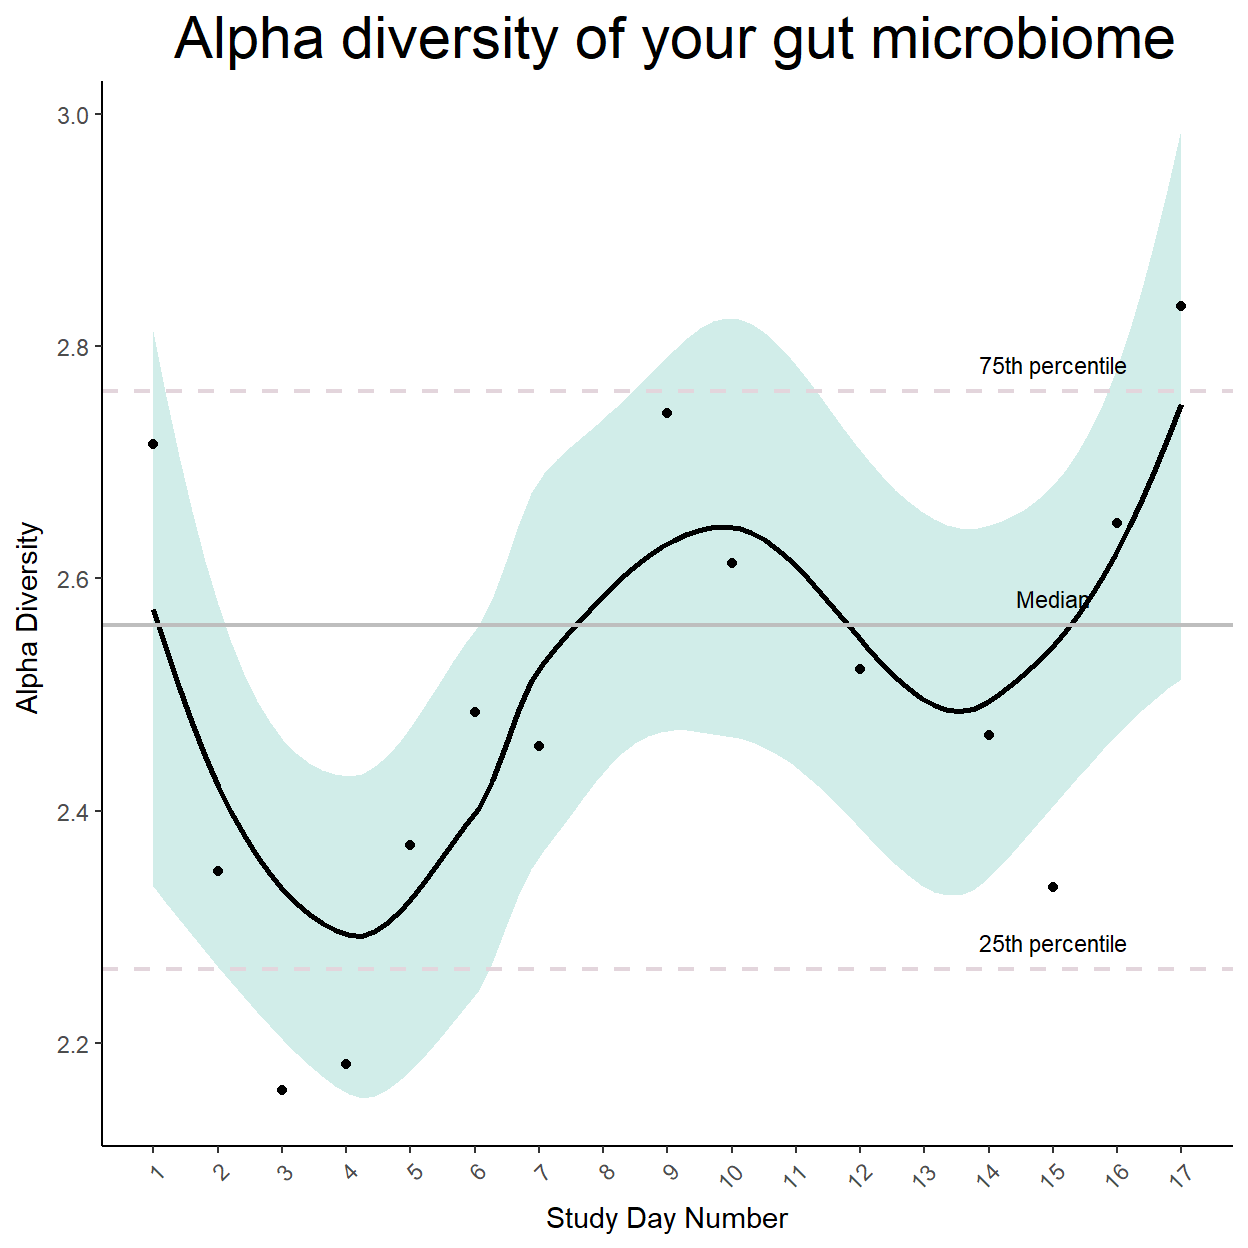 Alpha diversity of your gut microbiome
3.0
2.8
2.6
2.4
2.2
Alpha Diversity
75th percentile
Median
25th percentile
1 2 3 4 5 6 7 8 9 10 11 12 13 14 15 16 17
Study Day Number